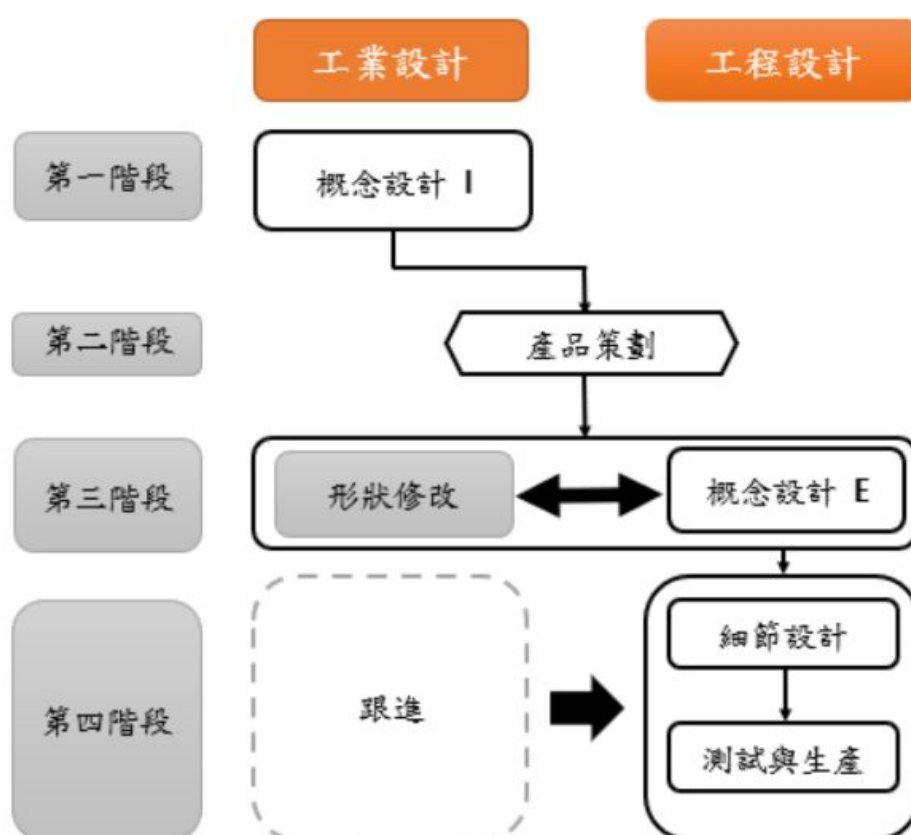 工業設計
工程設計
第一階段
概念設計 I
第二階段
產品策劃
第三階段
形狀修改
概念設計 E
第四階段
跟進
細節設計
測試與生產